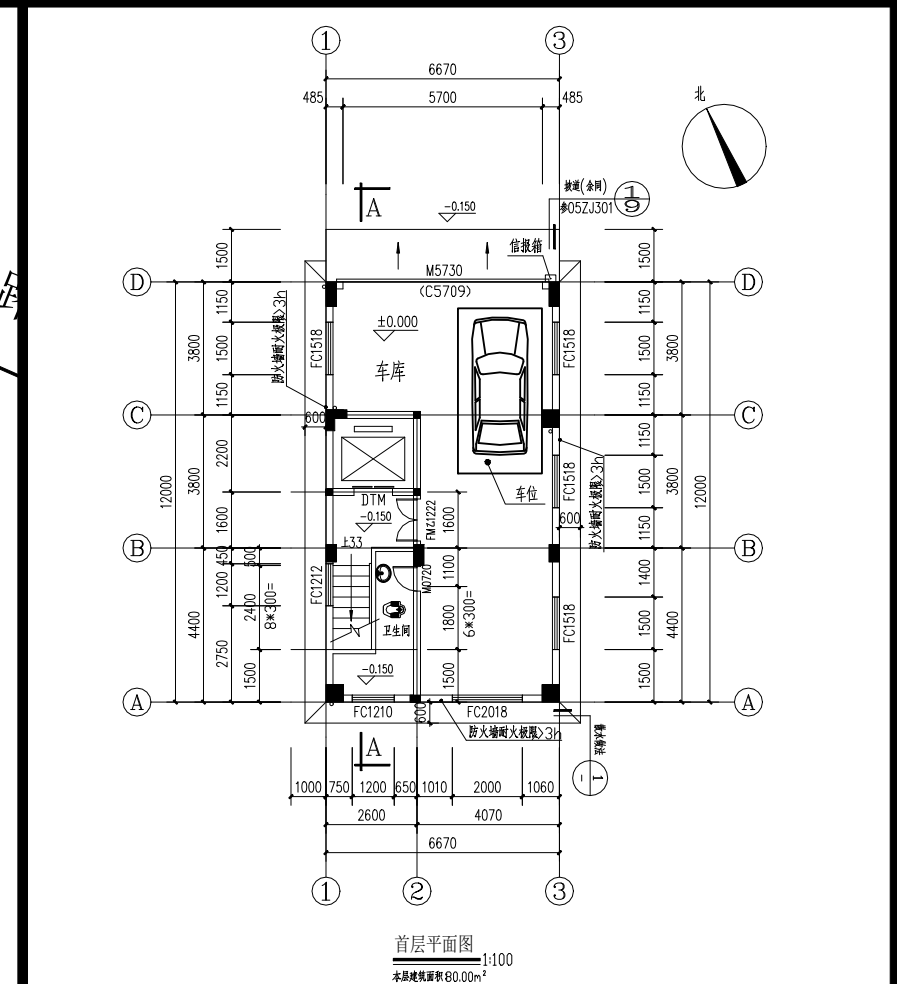 1
3
6670
485
5700
485
北
A
-0.150
坡道(余同)
参05ZJ301
1
9
信报箱
M5730
(C5709)
±0.000
车库
车位
D
C
B
A
D
C
B
A
12000
3800
3800
4400
1500
1150
1500
1150
2200
1600
450
1200
2750
500
2400
8*300=
1500
600
防火墙耐火极限>3h
FC1518
FC1212
DTM
-0.150
上33
FM乙1222
M0720
卫生间
-0.150
1600
1100
1800
6*300=
1500
FC1518
FC1518
FC1518
防火墙耐火极限>3h
600
1500
1150
1500
1150
1150
1500
1150
1400
1500
1500
3800
3800
4400
12000
FC1210
FC2018
600
防火墙耐火极限>3h
A
1
-
1000
750
1200
650
1010
2000
1060
2600
4070
6670
1
2
3
首层平面图
1:100
本层建筑面积80.00m²